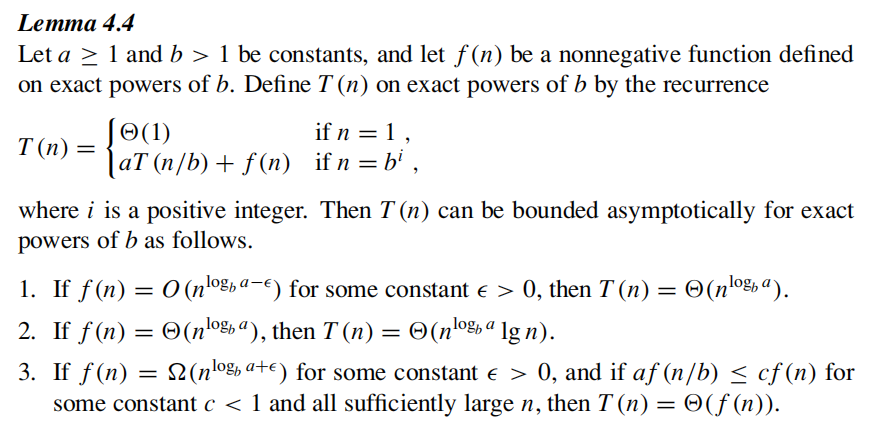 Lemma 4.4
Let a ≥ 1 and b > 1 be constants, and let f(n) be a nonnegative function defined
on exact powers of b. Define T(n) on exact powers of b by the recurrence
T(n) = { Θ(1) if n = 1 ,
aT(n/b) + f(n) if n = bⁱ ,
where i is a positive integer. Then T(n) can be bounded asymptotically for exact
powers of b as follows.
1. If f(n) = O(n^{log_b a−ϵ}) for some constant ϵ > 0, then T(n) = Θ(n^{log_b a}).
2. If f(n) = Θ(n^{log_b a}), then T(n) = Θ(n^{log_b a} lg n).
3. If f(n) = Ω(n^{log_b a+ϵ}) for some constant ϵ > 0, and if af(n/b) ≤ cf(n) for
some constant c < 1 and all sufficiently large n, then T(n) = Θ(f(n)).